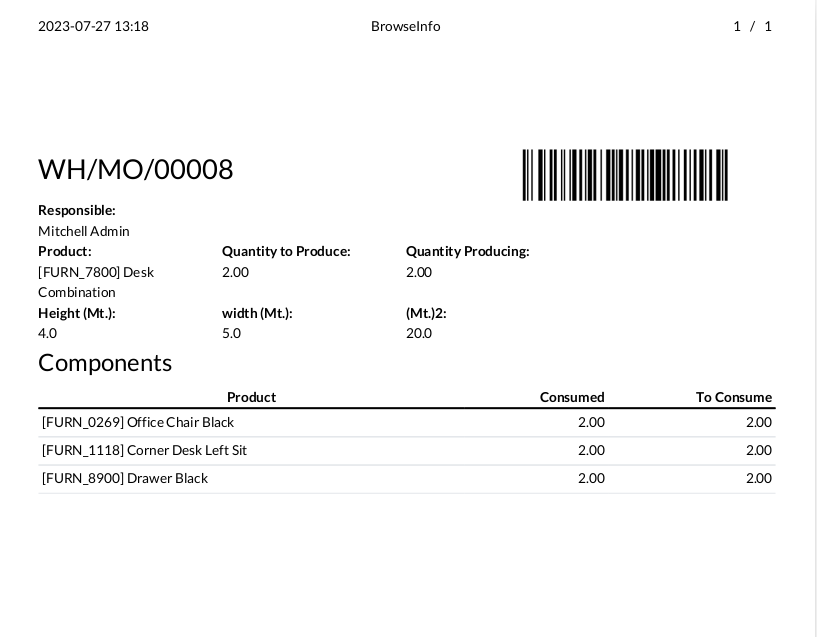 2023-07-27 13:18 BrowseInfo 1 / 1
WH/MO/00008
Responsible:
Mitchell Admin
Product: Quantity to Produce: Quantity Producing:
[FURN_7800] Desk 2.00 2.00
Combination
Height (Mt.): width (Mt.): (Mt.)2:
4.0 5.0 20.0
Components
Product Consumed To Consume
[FURN_0269] Office Chair Black 2.00 2.00
[FURN_1118] Corner Desk Left Sit 2.00 2.00
[FURN_8900] Drawer Black 2.00 2.00